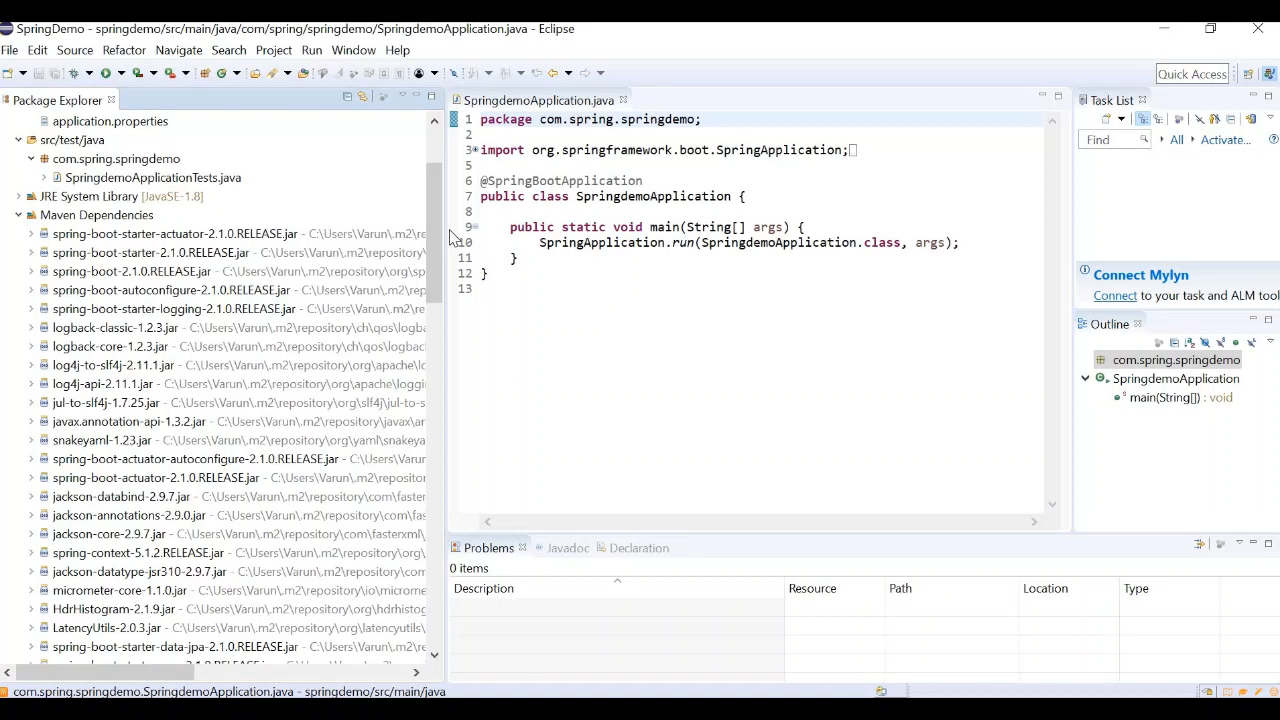 SpringDemo - springdemo/src/main/java/com/spring/springdemo/SpringdemoApplication.java - Eclipse
File Edit Source Refactor Navigate Search Project Run Window Help
Quick Access
Package Explorer
application.properties
src/test/java
com.spring.springdemo
SpringdemoApplicationTests.java
JRE System Library [JavaSE-1.8]
Maven Dependencies
spring-boot-starter-actuator-2.1.0.RELEASE.jar - C:\Users\Varun\.m2\re
spring-boot-starter-2.1.0.RELEASE.jar - C:\Users\Varun\.m2\repository\
spring-boot-2.1.0.RELEASE.jar - C:\Users\Varun\.m2\repository\org\sp
spring-boot-autoconfigure-2.1.0.RELEASE.jar - C:\Users\Varun\.m2\rep
spring-boot-starter-logging-2.1.0.RELEASE.jar - C:\Users\Varun\.m2\re
logback-classic-1.2.3.jar - C:\Users\Varun\.m2\repository\ch\qos\logba
logback-core-1.2.3.jar - C:\Users\Varun\.m2\repository\ch\qos\logback
log4j-to-slf4j-2.11.1.jar - C:\Users\Varun\.m2\repository\org\apache\lo
log4j-api-2.11.1.jar - C:\Users\Varun\.m2\repository\org\apache\loggin
jul-to-slf4j-1.7.25.jar - C:\Users\Varun\.m2\repository\org\slf4j\jul-to-s
javax.annotation-api-1.3.2.jar - C:\Users\Varun\.m2\repository\javax\an
snakeyaml-1.23.jar - C:\Users\Varun\.m2\repository\org\yaml\snakeyam
spring-boot-actuator-autoconfigure-2.1.0.RELEASE.jar - C:\Users\Varur
spring-boot-actuator-2.1.0.RELEASE.jar - C:\Users\Varun\.m2\repositor
jackson-databind-2.9.7.jar - C:\Users\Varun\.m2\repository\com\faster
jackson-annotations-2.9.0.jar - C:\Users\Varun\.m2\repository\com\fas
jackson-core-2.9.7.jar - C:\Users\Varun\.m2\repository\com\fasterxml\
spring-context-5.1.2.RELEASE.jar - C:\Users\Varun\.m2\repository\org
jackson-datatype-jsr310-2.9.7.jar - C:\Users\Varun\.m2\repository\com
micrometer-core-1.1.0.jar - C:\Users\Varun\.m2\repository\io\microme
HdrHistogram-2.1.9.jar - C:\Users\Varun\.m2\repository\org\hdrhistog
LatencyUtils-2.0.3.jar - C:\Users\Varun\.m2\repository\org\latencyutils\
spring-boot-starter-data-jpa-2.1.0.RELEASE.jar - C:\Users\Varun\.m2\re
SpringdemoApplication.java
1 package com.spring.springdemo;
2
3 import org.springframework.boot.SpringApplication;
5
6 @SpringBootApplication
7 public class SpringdemoApplication {
8
9 public static void main(String[] args) {
10 SpringApplication.run(SpringdemoApplication.class, args);
11 }
12 }
13
Task List
Find All Activate...
Connect Mylyn
Connect to your task and ALM tool
Outline
com.spring.springdemo
SpringdemoApplication
main(String[]) : void
Problems Javadoc Declaration
0 items
Description Resource Path Location Type
com.spring.springdemo.SpringdemoApplication.java - springdemo/src/main/java